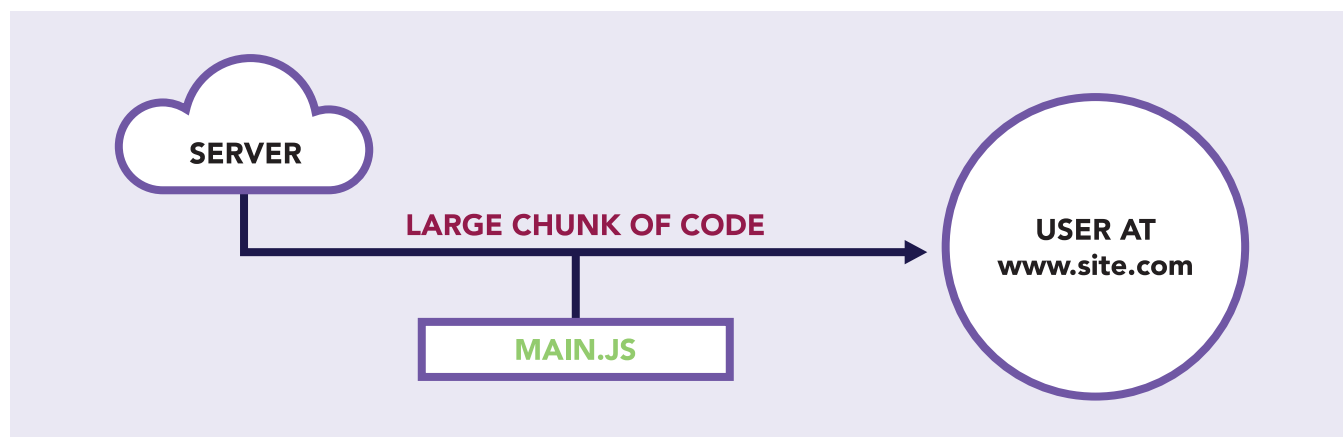 SERVER
LARGE CHUNK OF CODE
USER AT
www.site.com
MAIN.JS